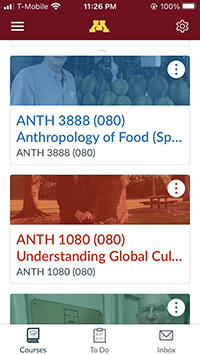 T-Mobile 11:26 PM 100%
M
ANTH 3888 (080)
Anthropology of Food (Sp...
ANTH 3888 (080)
ANTH 1080 (080)
Understanding Global Cul...
ANTH 1080 (080)
Courses To Do Inbox